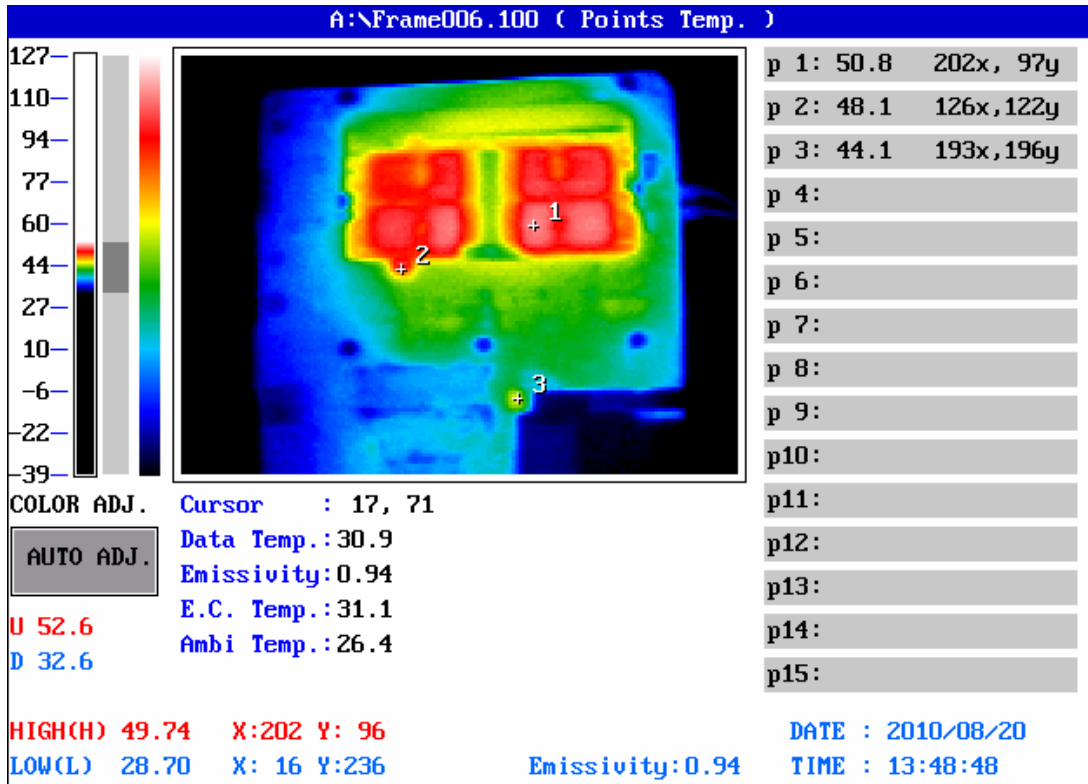 A:\Frame006.100 ( Points Temp. )
127
110
94
77
60
44
27
10
-6
-22
-39
COLOR ADJ.
AUTO ADJ.
U 52.6
D 32.6
1
2
3
Cursor : 17, 71
Data Temp.:30.9
Emissivity:0.94
E.C. Temp.:31.1
Ambi Temp.:26.4
p 1: 50.8 202x, 97y
p 2: 48.1 126x,122y
p 3: 44.1 193x,196y
p 4:
p 5:
p 6:
p 7:
p 8:
p 9:
p10:
p11:
p12:
p13:
p14:
p15:
HIGH(H) 49.74 X:202 Y: 96 DATE : 2010/08/20
LOW(L) 28.70 X: 16 Y:236 Emissivity:0.94 TIME : 13:48:48